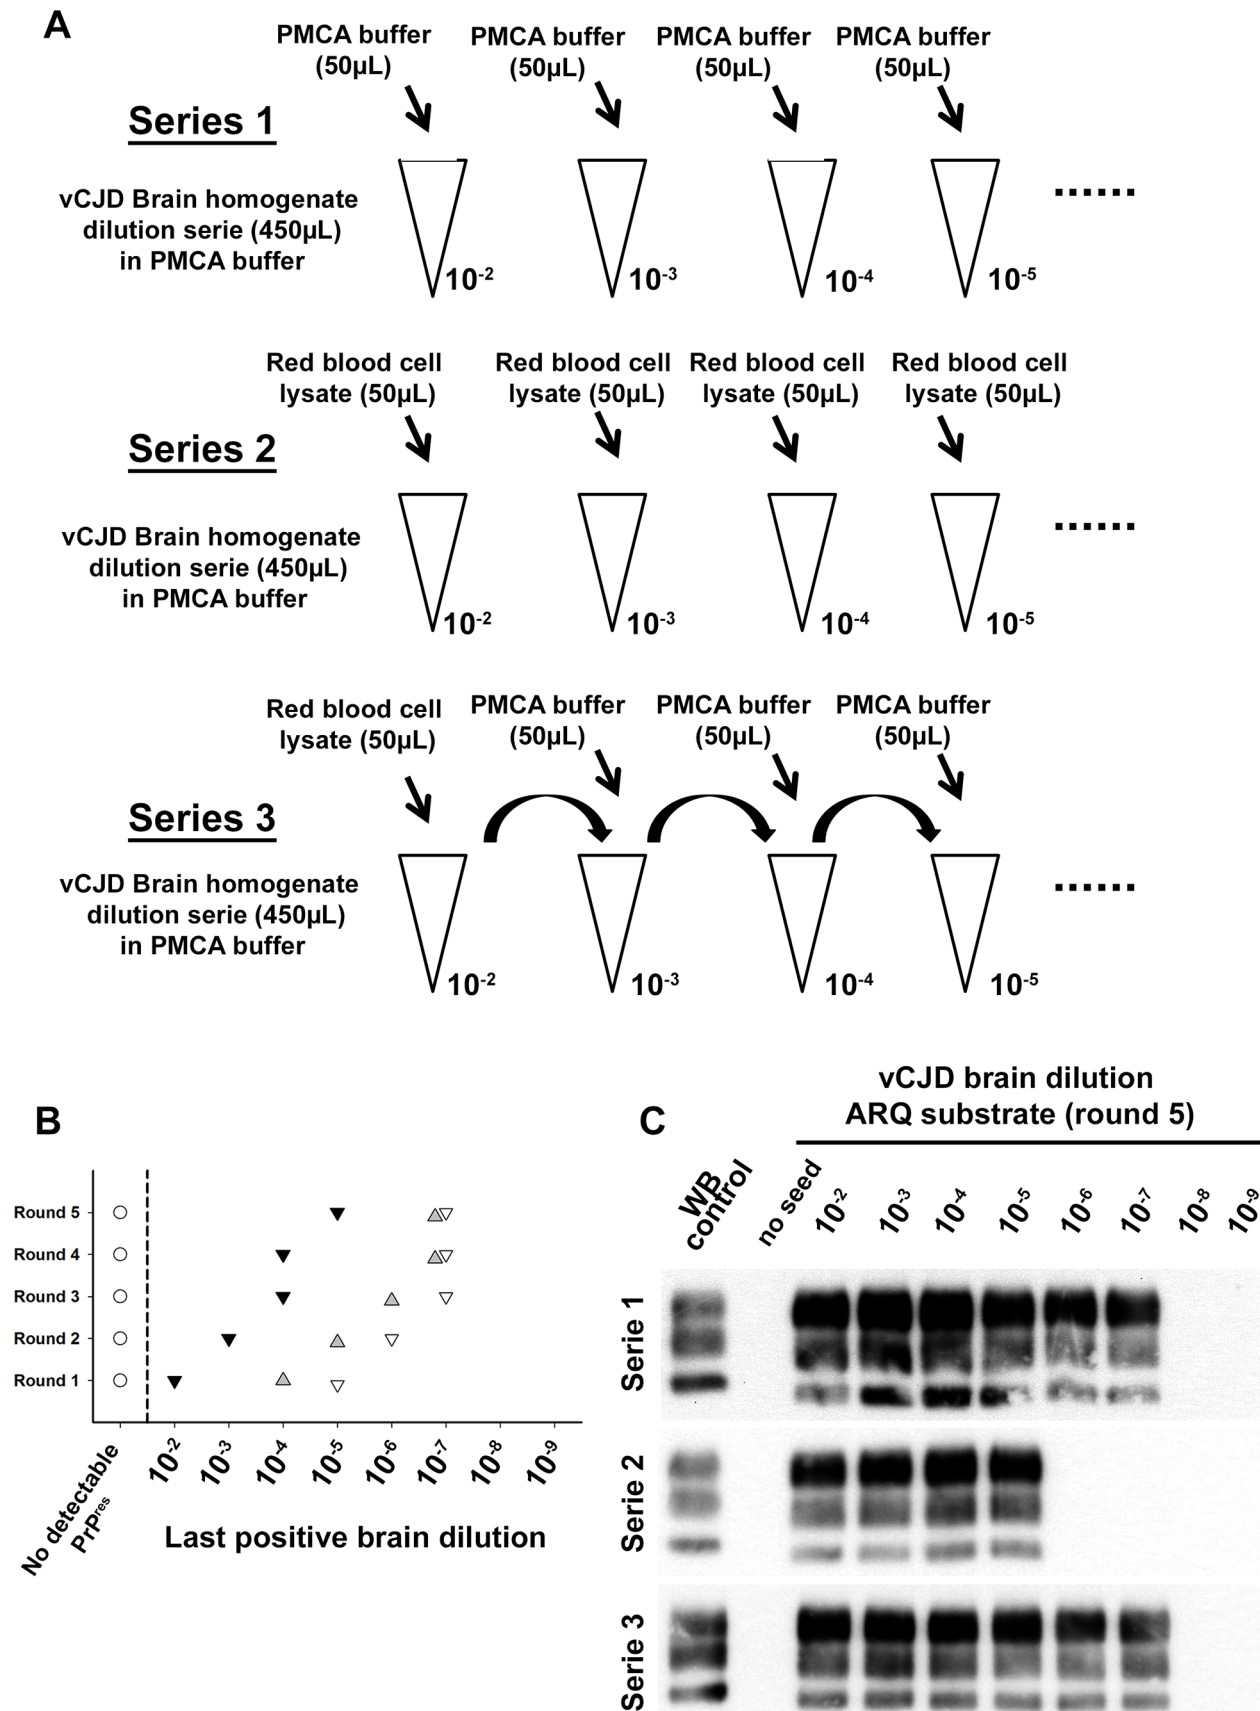 A
PMCA buffer
(50µL)
PMCA buffer
(50µL)
PMCA buffer
(50µL)
PMCA buffer
(50µL)
Series 1
vCJD Brain homogenate
dilution serie (450µL)
in PMCA buffer
10-2
10-3
10-4
10-5
......
Red blood cell
lysate (50µL)
Red blood cell
lysate (50µL)
Red blood cell
lysate (50µL)
Red blood cell
lysate (50µL)
Series 2
vCJD Brain homogenate
dilution serie (450µL)
in PMCA buffer
10-2
10-3
10-4
10-5
......
Red blood cell
lysate (50µL)
PMCA buffer
(50µL)
PMCA buffer
(50µL)
PMCA buffer
(50µL)
Series 3
vCJD Brain homogenate
dilution serie (450µL)
in PMCA buffer
10-2
10-3
10-4
10-5
......
B
Round 5
Round 4
Round 3
Round 2
Round 1
No detectable
PrPres
10-2
10-3
10-4
10-5
10-6
10-7
10-8
10-9
Last positive brain dilution
C
vCJD brain dilution
ARQ substrate (round 5)
WB
control
no seed
10-2
10-3
10-4
10-5
10-6
10-7
10-8
10-9
Serie 1
Serie 2
Serie 3